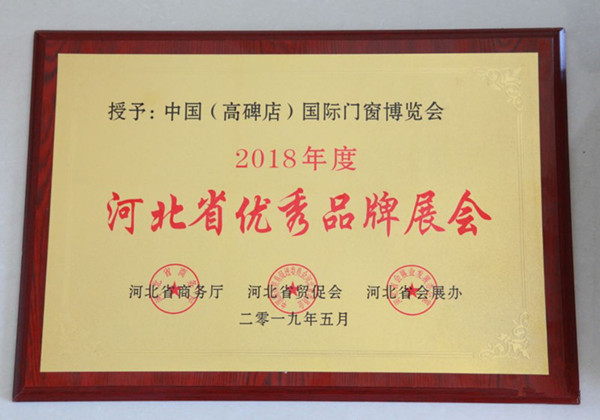 授予：中国（高碑店）国际门窗博览会
2018年度
河北省优秀品牌展会
河北省商务厅 河北省贸促会 河北省会展办
二零一九年五月